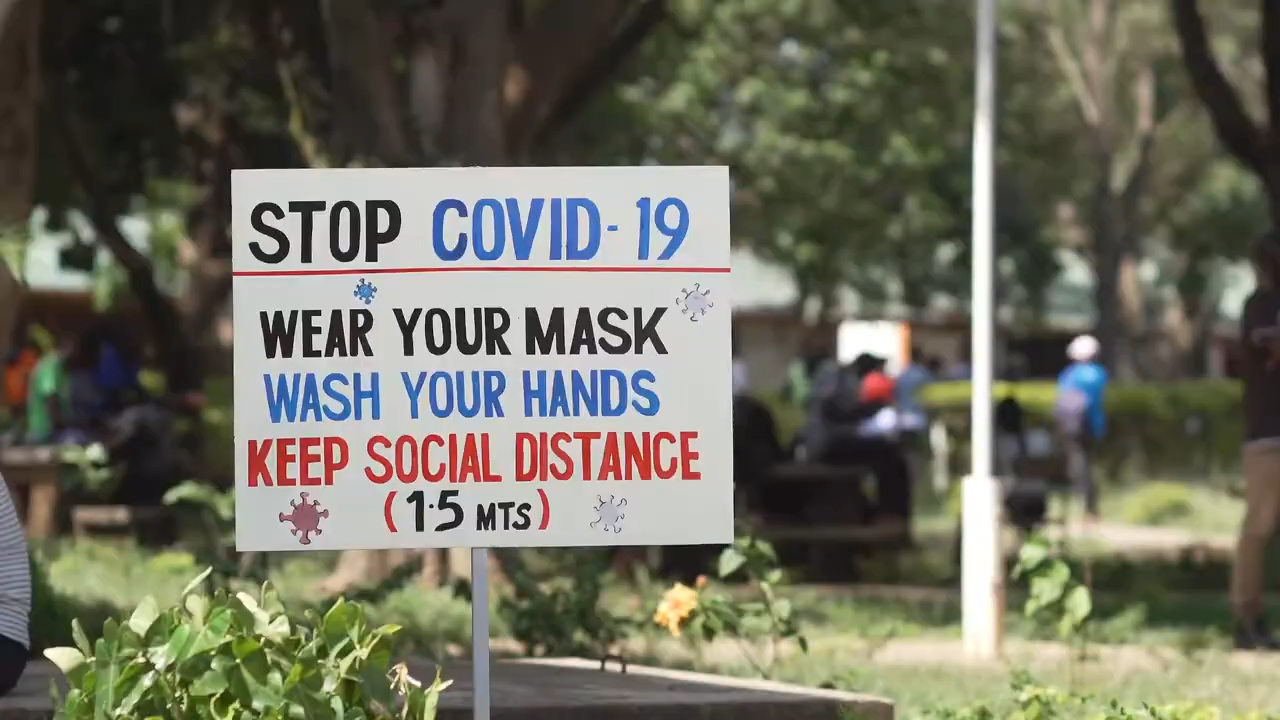 STOP COVID-19
WEAR YOUR MASK
WASH YOUR HANDS
KEEP SOCIAL DISTANCE
(1.5 MTS)